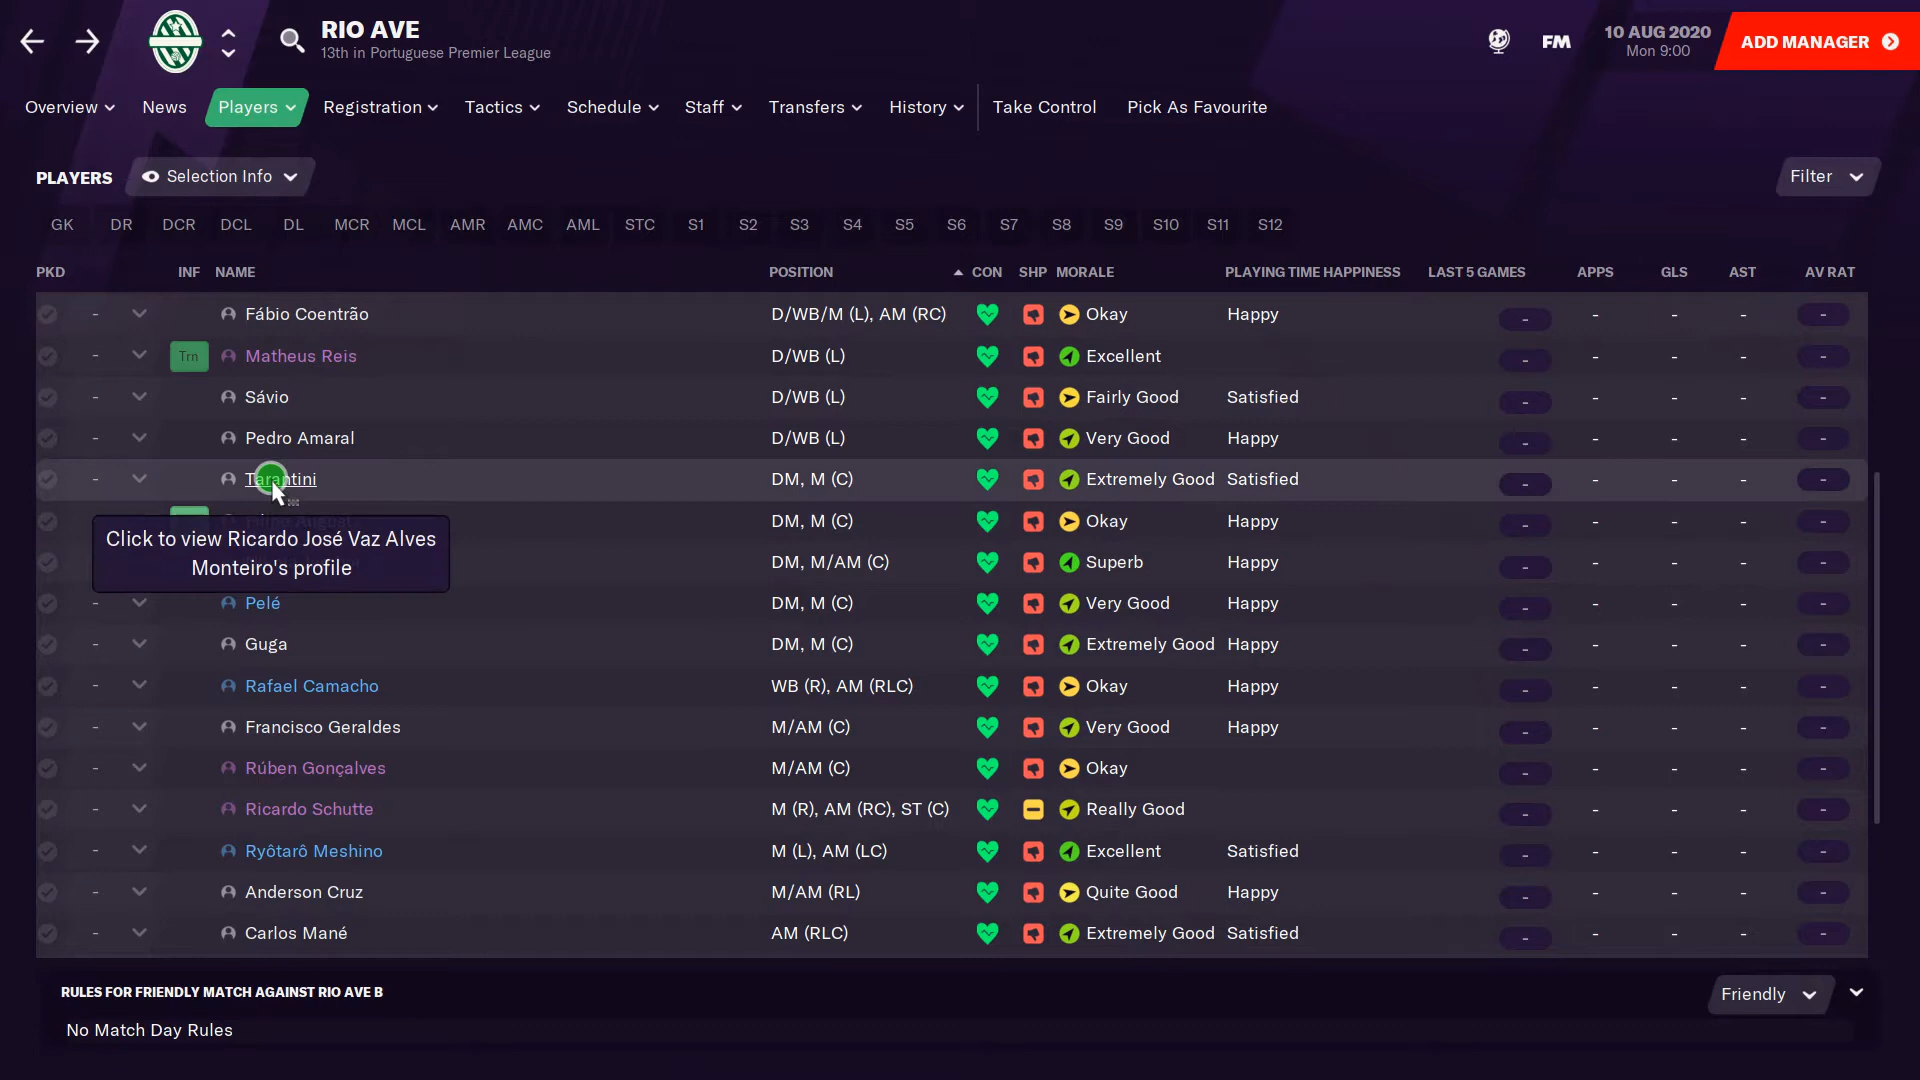 RIO AVE
13th in Portuguese Premier League
FM
10 AUG 2020
Mon 9:00
ADD MANAGER
Overview News Players Registration Tactics Schedule Staff Transfers History Take Control Pick As Favourite
PLAYERS Selection Info Filter
GK DR DCR DCL DL MCR MCL AMR AMC AML STC S1 S2 S3 S4 S5 S6 S7 S8 S9 S10 S11 S12
PKD INF NAME POSITION CON SHP MORALE PLAYING TIME HAPPINESS LAST 5 GAMES APPS GLS AST AV RAT
- Fábio Coentrão D/WB/M (L), AM (RC) Okay Happy - - - - -
- Trn Matheus Reis D/WB (L) Excellent - - - - -
- Sávio D/WB (L) Fairly Good Satisfied - - - - -
- Pedro Amaral D/WB (L) Very Good Happy - - - - -
- Tarantini DM, M (C) Extremely Good Satisfied - - - - -
DM, M (C) Okay Happy - - - - -
Click to view Ricardo José Vaz Alves
Monteiro's profile
DM, M/AM (C) Superb Happy - - - - -
- Pelé DM, M (C) Very Good Happy - - - - -
- Guga DM, M (C) Extremely Good Happy - - - - -
- Rafael Camacho WB (R), AM (RLC) Okay Happy - - - - -
- Francisco Geraldes M/AM (C) Very Good Happy - - - - -
- Rúben Gonçalves M/AM (C) Okay - - - - -
- Ricardo Schutte M (R), AM (RC), ST (C) Really Good - - - - -
- Ryôtarô Meshino M (L), AM (LC) Excellent Satisfied - - - - -
- Anderson Cruz M/AM (RL) Quite Good Happy - - - - -
- Carlos Mané AM (RLC) Extremely Good Satisfied - - - - -
RULES FOR FRIENDLY MATCH AGAINST RIO AVE B
Friendly
No Match Day Rules